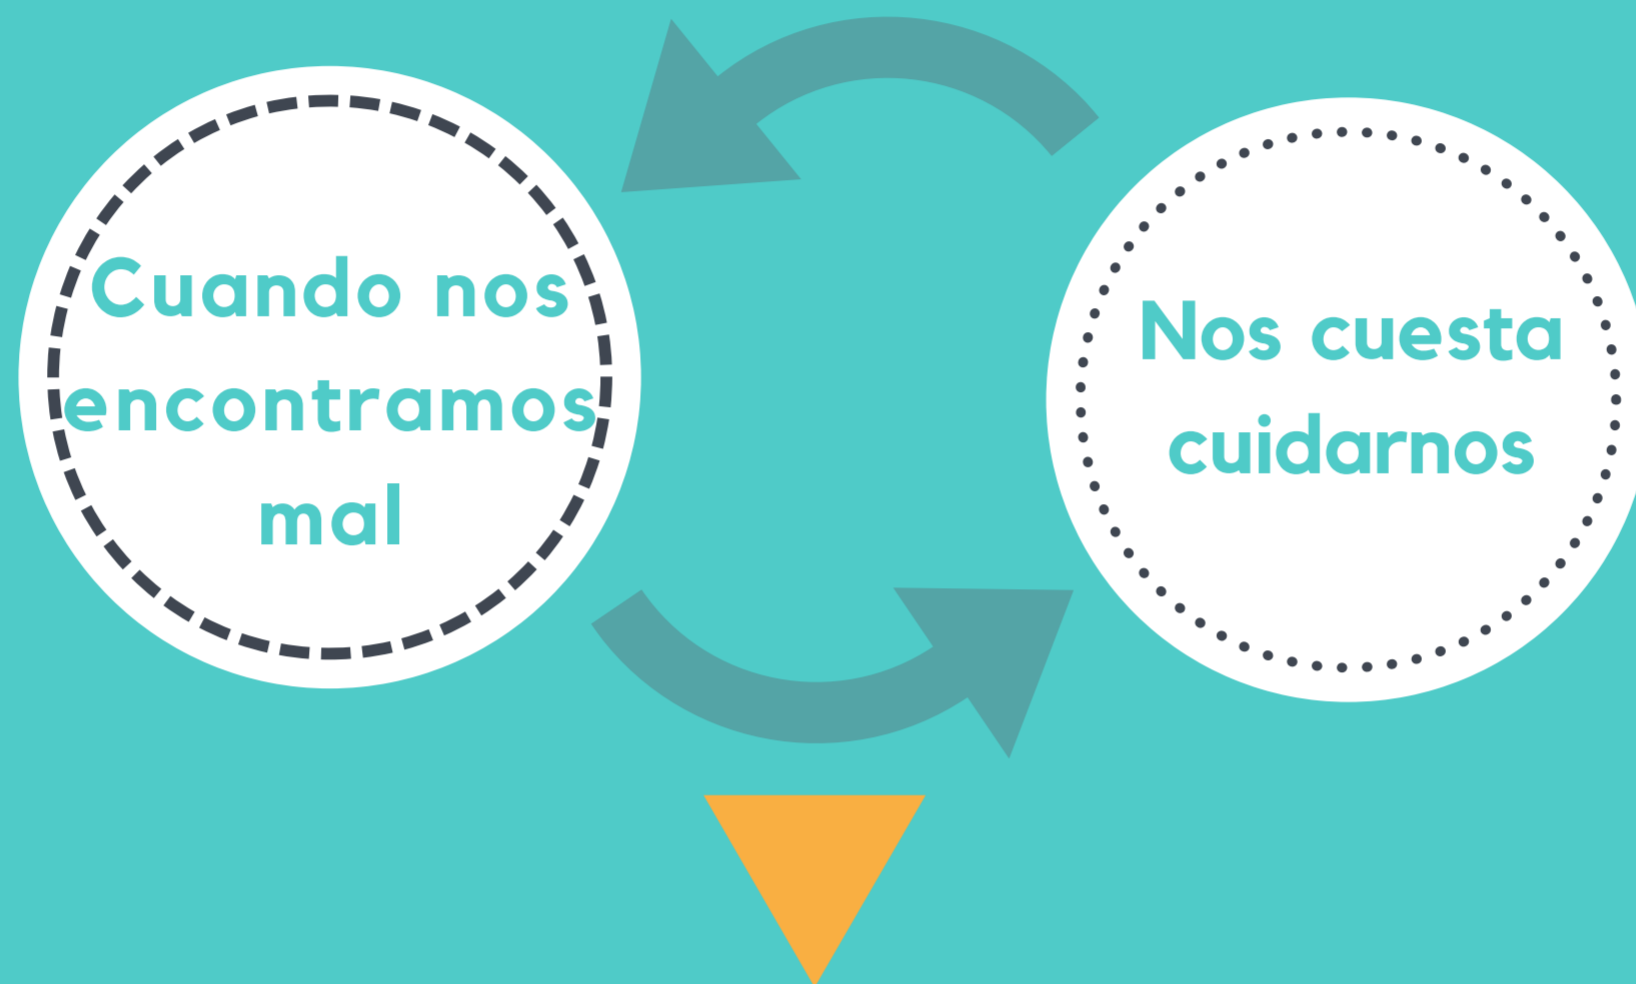 Cuando nos
encontramos
mal
Nos cuesta
cuidarnos